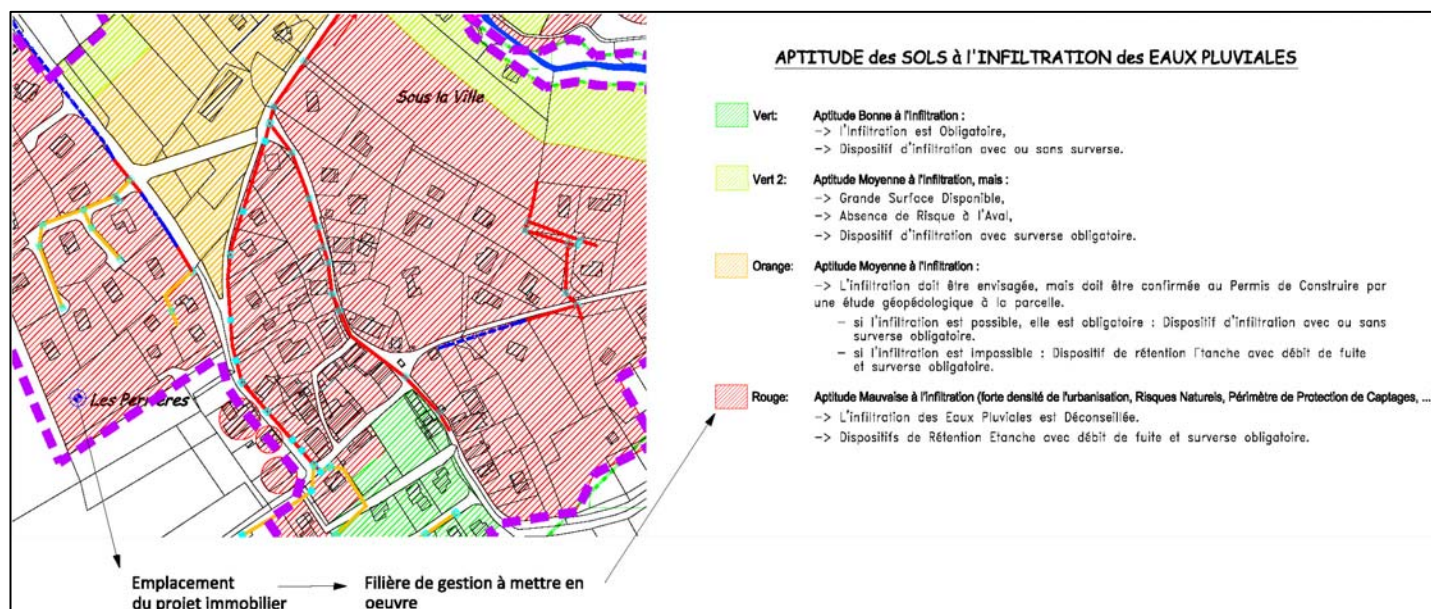 Sous la Ville
Les Perrières
Emplacement
du projet immobilier
Filière de gestion à mettre en
oeuvre
APTITUDE des SOLS à l'INFILTRATION des EAUX PLUVIALES
Vert: Aptitude Bonne à l'Infiltration :
-> l'Infiltration est Obligatoire,
-> Dispositif d'infiltration avec ou sans surverse.
Vert 2: Aptitude Moyenne à l'Infiltration, mais :
-> Grande Surface Disponible,
-> Absence de Risque à l'Aval,
-> Dispositif d'infiltration avec surverse obligatoire.
Orange: Aptitude Moyenne à l'Infiltration :
-> L'infiltration doit être envisagée, mais doit être confirmée au Permis de Construire par
une étude géopédologique à la parcelle.
- si l'infiltration est possible, elle est obligatoire : Dispositif d'infiltration avec ou sans
surverse obligatoire.
- si l'infiltration est impossible : Dispositif de rétention Etanche avec débit de fuite
et surverse obligatoire.
Rouge: Aptitude Mauvaise à l'Infiltration (forte densité de l'urbanisation, Risques Naturels, Périmètre de Protection de Captages, ...
-> L'infiltration des Eaux Pluviales est Déconseillée.
-> Dispositifs de Rétention Etanche avec débit de fuite et surverse obligatoire.